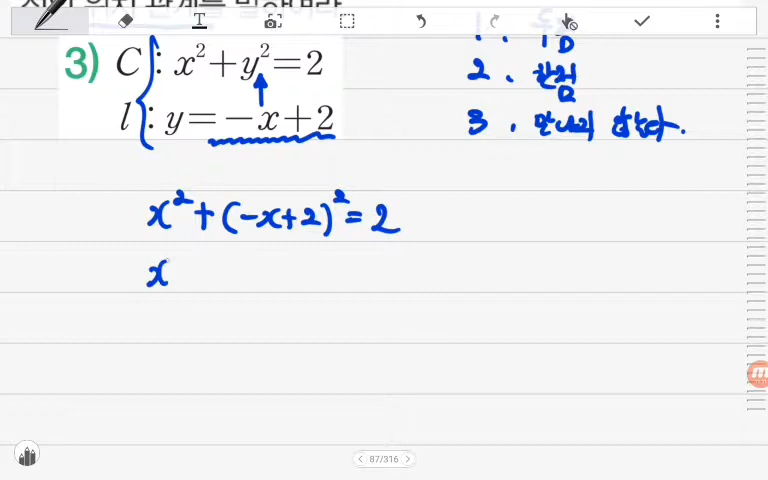 3) C : x² + y² = 2
l : y = −x + 2
2. 한점
3. 만나지 않는다.
x² + (−x+2)² = 2
x
87/316